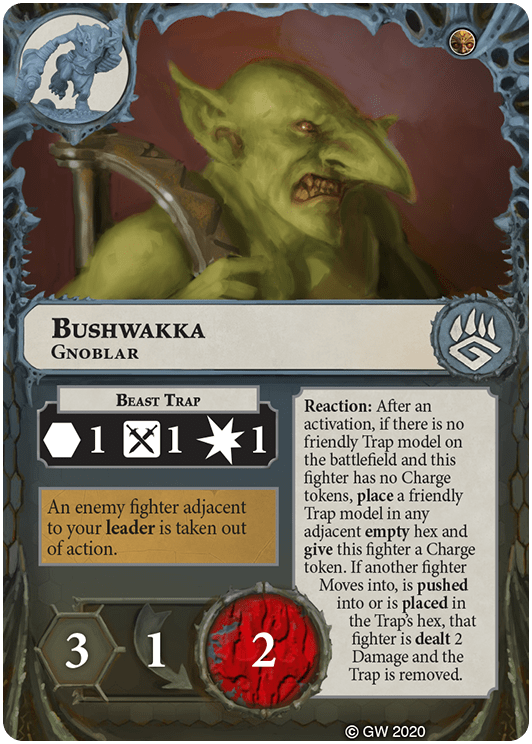 BUSHWAKKA
GNOBLAR
BEAST TRAP
1 1 1
An enemy fighter adjacent
to your leader is taken out
of action.
Reaction: After an
activation, if there is no
friendly Trap model on
the battlefield and this
fighter has no Charge
tokens, place a friendly
Trap model in any
adjacent empty hex and
give this fighter a Charge
token. If another fighter
Moves into, is pushed
into or is placed in
the Trap's hex, that
fighter is dealt 2
Damage and the
Trap is removed.
3 1 2
© GW 2020